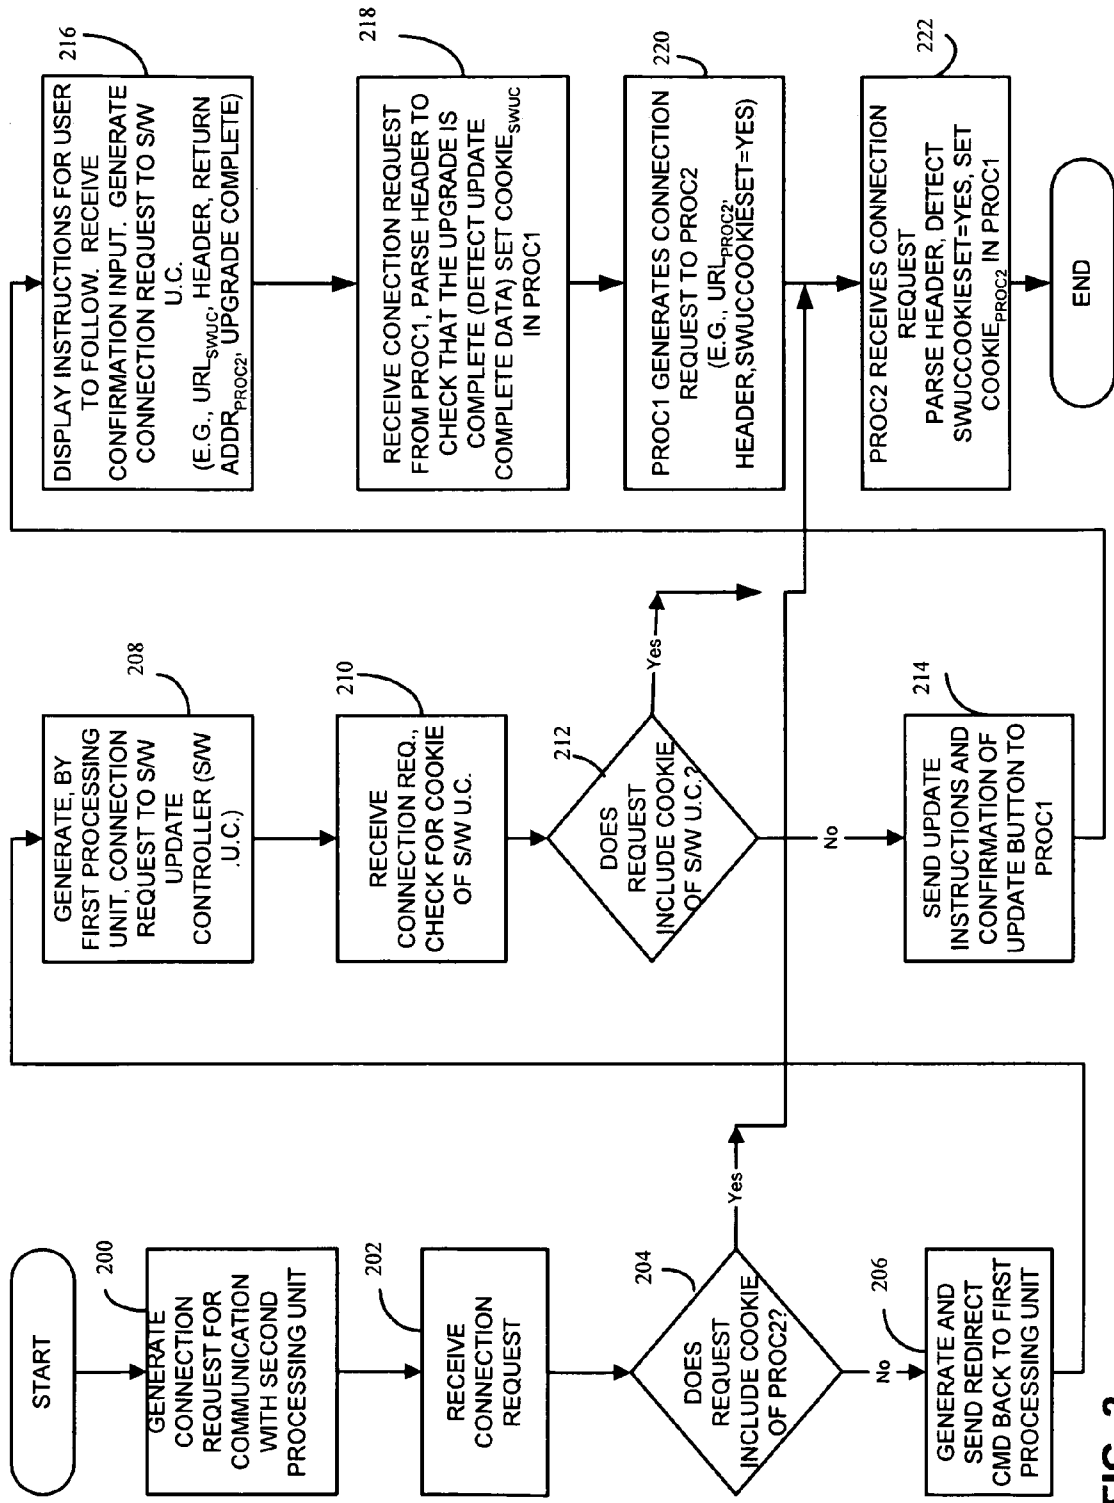 START
200
GENERATE
CONNECTION
REQUEST FOR
COMMUNICATION
WITH SECOND
PROCESSING UNIT
202
RECEIVE
CONNECTION
REQUEST
204
DOES
REQUEST
INCLUDE COOKIE
OF PROC2?
Yes
No
206
GENERATE AND
SEND REDIRECT
CMD BACK TO FIRST
PROCESSING UNIT
208
GENERATE, BY
FIRST PROCESSING
UNIT, CONNECTION
REQUEST TO S/W
UPDATE
CONTROLLER (S/W
.U.C.)
210
RECEIVE
CONNECTION REQ.,
CHECK FOR COOKIE
OF S/W U.C.
212
DOES
REQUEST
INCLUDE COOKIE
OF S/W U.C.?
Yes
No
214
SEND UPDATE
INSTRUCTIONS AND
CONFIRMATION OF
UPDATE BUTTON TO
PROC1
216
DISPLAY INSTRUCTIONS FOR USER
TO FOLLOW. RECEIVE
CONFIRMATION INPUT. GENERATE
CONNECTION REQUEST TO S/W
U.C.
(E.G., URLSWUC, HEADER, RETURN
ADDRPROC2, UPGRADE COMPLETE)
218
RECEIVE CONECTION REQUEST
FROM PROC1, PARSE HEADER TO
CHECK THAT THE UPGRADE IS
COMPLETE (DETECT UPDATE
COMPLETE DATA) SET COOKIESWUC
IN PROC1
220
PROC1 GENERATES CONNECTION
REQUEST TO PROC2
(E.G., URLPROC2,
HEADER,SWUCCOOKIESET=YES)
222
PROC2 RECEIVES CONNECTION
REQUEST
PARSE HEADER, DETECT
SWUCCOOKIESET=YES, SET
COOKIEPROC2 IN PROC1
END